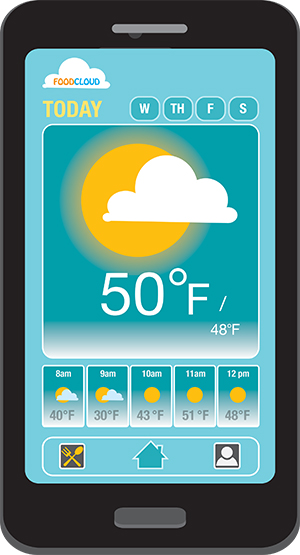 FOODCLOUD
TODAY W TH F S
50°F /
48°F
8am 9am 10am 11am 12 pm
40°F 30°F 43 °F 51 °F 48°F